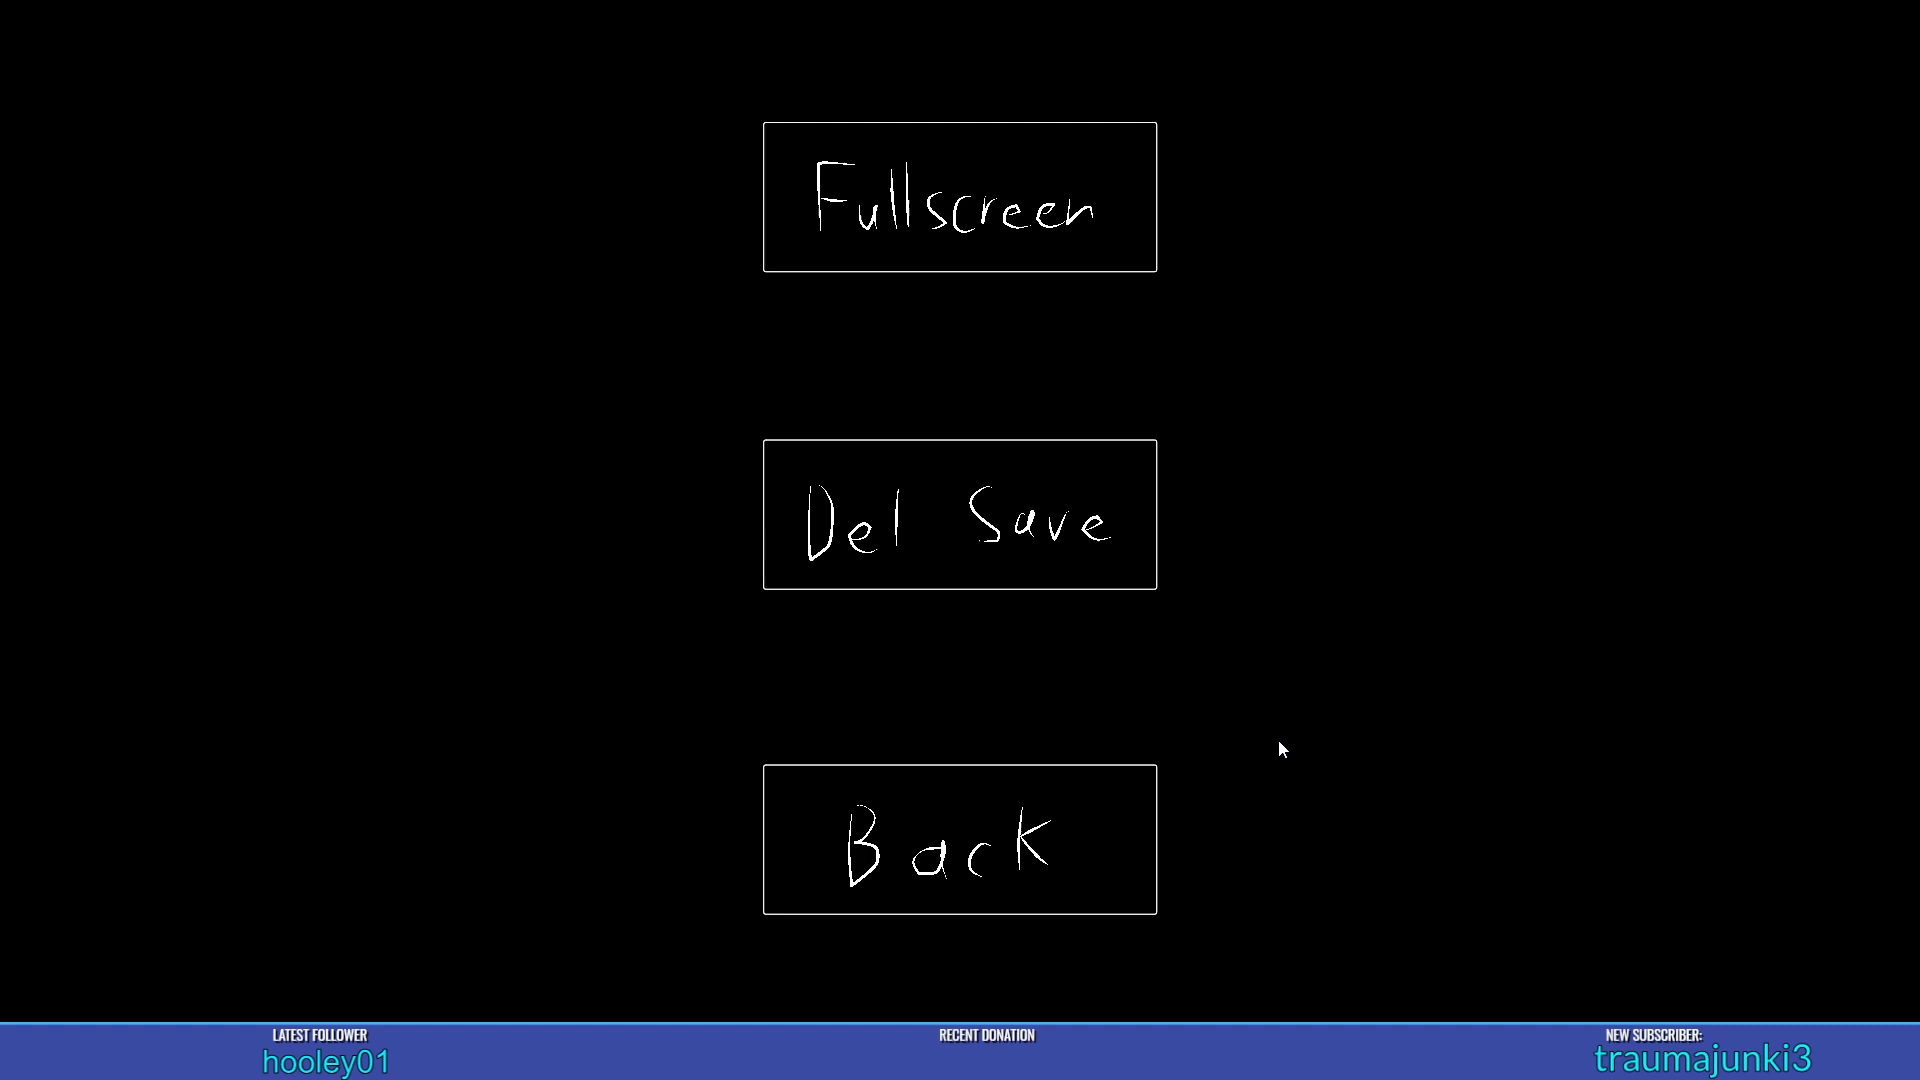 Fullscreen
Del Save
Back
LATEST FOLLOWER
hooley01
RECENT DONATION
NEW SUBSCRIBER:
traumajunki3